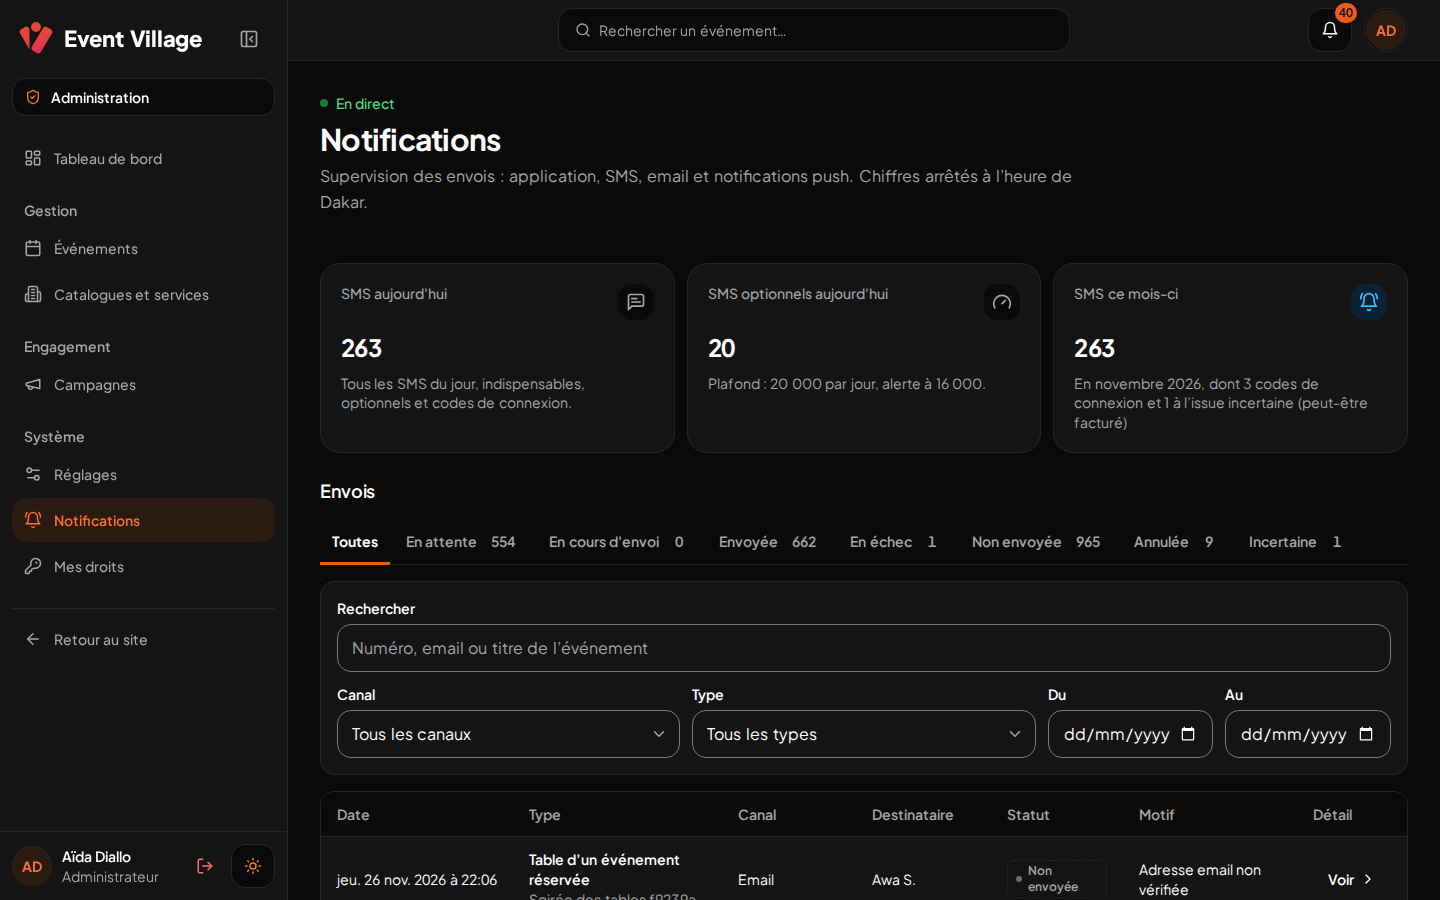 Event Village
Rechercher un événement...
40
AD
Administration
Tableau de bord
Gestion
Événements
Catalogues et services
Engagement
Campagnes
Système
Réglages
Notifications
Mes droits
Retour au site
AD
Aïda Diallo
Administrateur
En direct
Notifications
Supervision des envois : application, SMS, email et notifications push. Chiffres arrêtés à l’heure de
Dakar.
SMS aujourd'hui
263
Tous les SMS du jour, indispensables,
optionnels et codes de connexion.
SMS optionnels aujourd'hui
20
Plafond : 20 000 par jour, alerte à 16 000.
SMS ce mois-ci
263
En novembre 2026, dont 3 codes de
connexion et 1 à l’issue incertaine (peut-être
facturé)
Envois
Toutes En attente 554 En cours d'envoi 0 Envoyée 662 En échec 1 Non envoyée 965 Annulée 9 Incertaine 1
Rechercher
Numéro, email ou titre de l’événement
Canal Type Du Au
Tous les canaux Tous les types dd/mm/yyyy dd/mm/yyyy
Date Type Canal Destinataire Statut Motif Détail
jeu. 26 nov. 2026 à 22:06
Table d’un événement
réservée
Soirée des tables f9239a
Email
Awa S.
Non
envoyée
Adresse email non
vérifiée
Voir